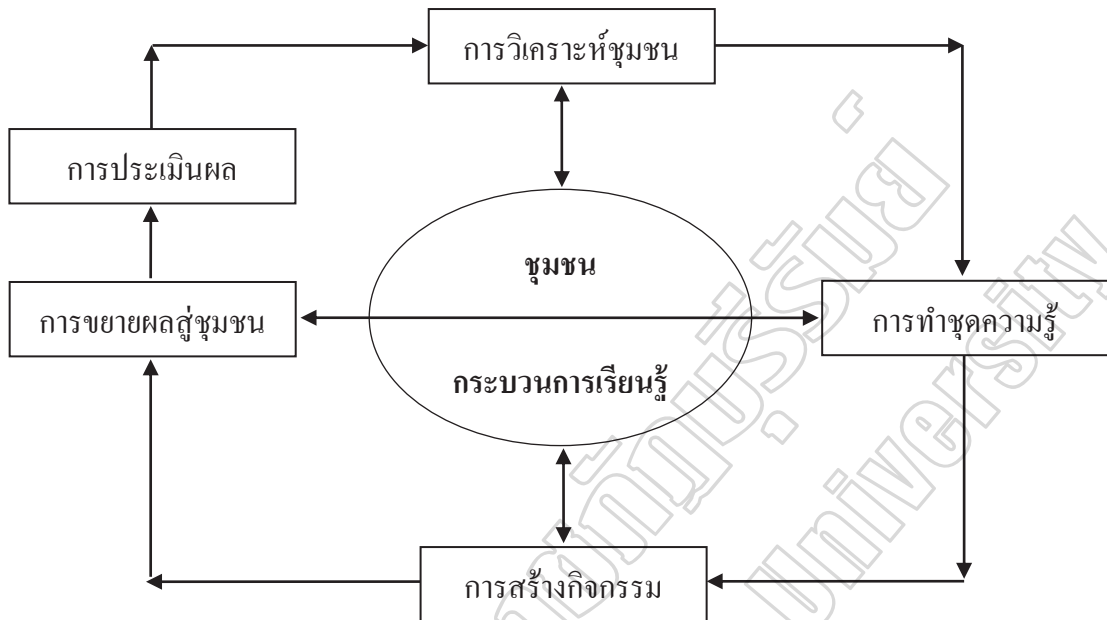 การวิเคราะห์ชุมชน
การประเมินผล
ชุมชน
การขยายผลสู่ชุมชน
การทำชุดความรู้
กระบวนการเรียนรู้
การสร้างกิจกรรม
University